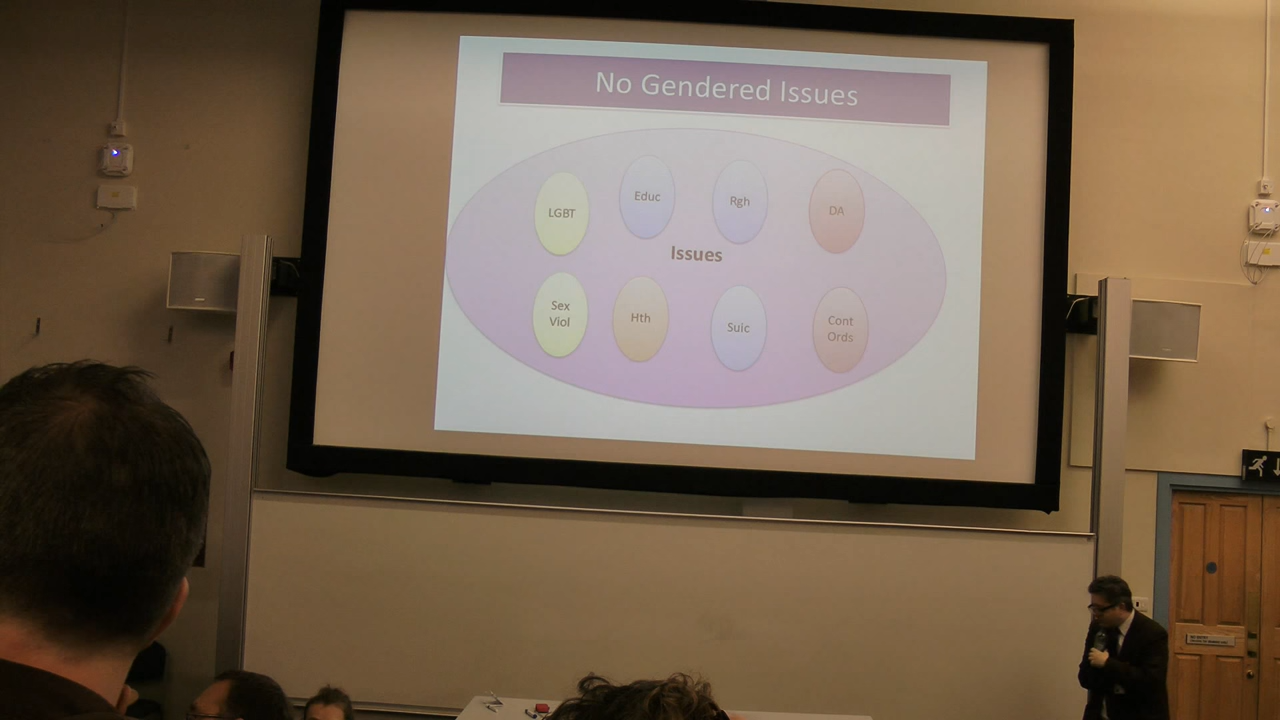 No Gendered Issues
LGBT
Educ
Rgh
DA
Issues
Sex
Viol
Hth
Suic
Cont
Ords